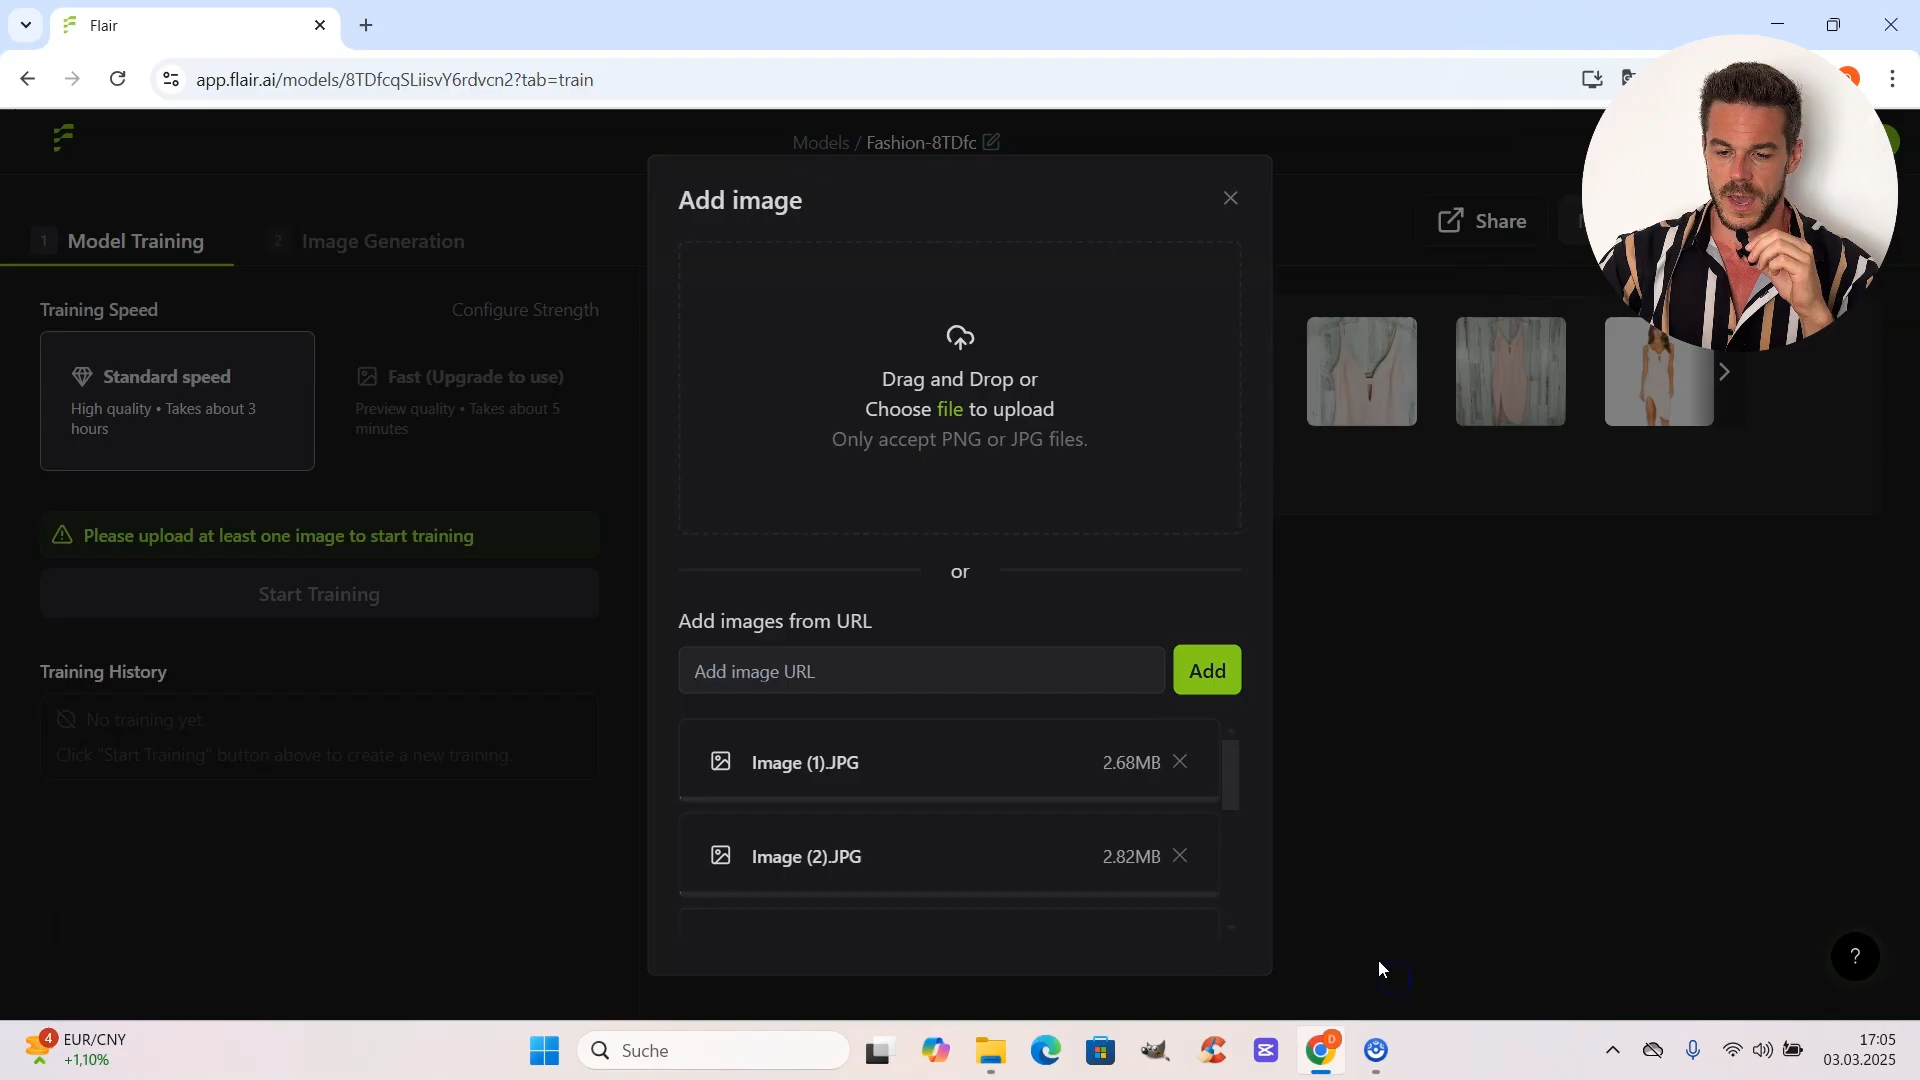 Flair
app.flair.ai/models/8TDfcqSLiisvY6rdvcn2?tab=train
Models / Fashion-8TDfc
Add image
1 Model Training
2 Image Generation
Share
Training Speed
Configure Strength
Standard speed
High quality • Takes about 3
hours
Fast (Upgrade to use)
Preview quality • Takes about 5
minutes
Please upload at least one image to start training
Start Training
Training History
No training yet
Click "Start Training" button above to create a new training.
Drag and Drop or
Choose file to upload
Only accept PNG or JPG files.
or
Add images from URL
Add image URL
Add
Image (1).JPG
2.68MB
Image (2).JPG
2.82MB
?
4
EUR/CNY
+1,10%
Suche
D
17:05
03.03.2025